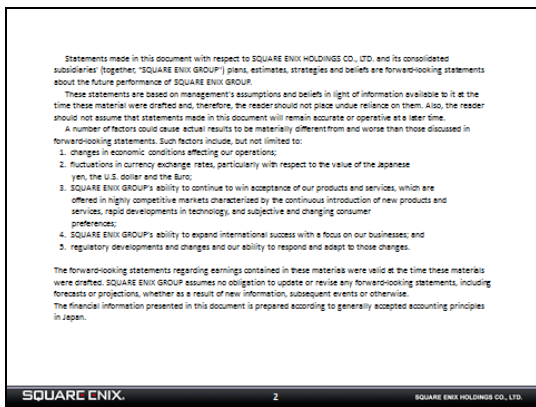 Statements made in this document with respect to SQUARE ENIX HOLDINGS CO., LTD. and its consolidated
subsidiaries' (together, "SQUARE ENIX GROUP") plans, estimates, strategies and beliefs are forward-looking statements
about the future performance of SQUARE ENIX GROUP.
These statements are based on management's assumptions and beliefs in light of information available to it at the
time these material were drafted and, therefore, the reader should not place undue reliance on them. Also, the reader
should not assume that statements made in this document will remain accurate or operative at a later time.
A number of factors could cause actual results to be materially different from and worse than those discussed in
forward-looking statements. Such factors include, but not limited to:
1. changes in economic conditions affecting our operations;
2. fluctuations in currency exchange rates, particularly with respect to the value of the Japanese
yen, the U.S. dollar and the Euro;
3. SQUARE ENIX GROUP's ability to continue to win acceptance of our products and services, which are
offered in highly competitive markets characterized by the continuous introduction of new products and
services, rapid developments in technology, and subjective and changing consumer
preferences;
4. SQUARE ENIX GROUP's ability to expand international success with a focus on our businesses; and
5. regulatory developments and changes and our ability to respond and adapt to those changes.
The forward-looking statements regarding earnings contained in these materials were valid at the time these materials
were drafted. SQUARE ENIX GROUP assumes no obligation to update or revise any forward-looking statements, including
forecasts or projections, whether as a result of new information, subsequent events or otherwise.
The financial information presented in this document is prepared according to generally accepted accounting principles
in Japan.
SQUARE ENIX.
2
SQUARE ENIX HOLDINGS CO., LTD.